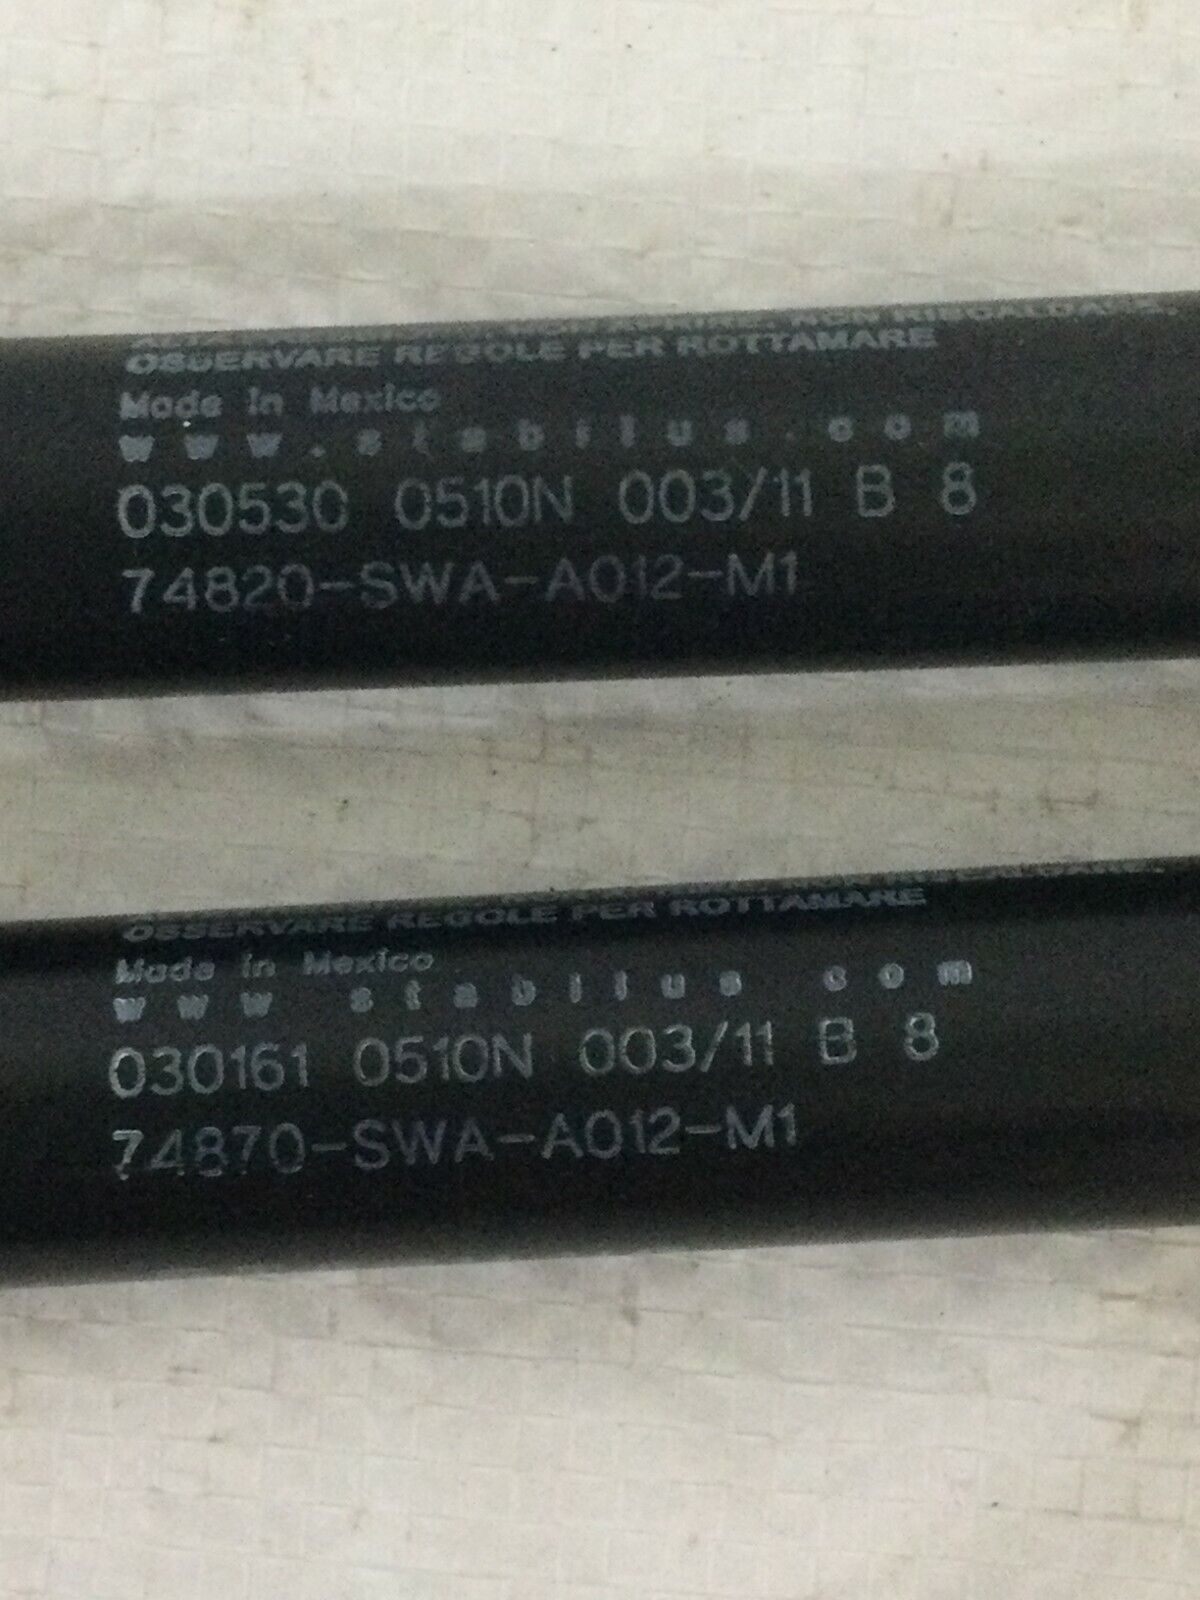 NON RISCALDARE.
OSSERVARE REGOLE PER ROTTAMARE
Made in Mexico
www.stabilus.com
030530 0510N 003/11 B 8
74820-SWA-A012-M1
OSSERVARE REGOLE PER ROTTAMARE
Made in Mexico
www stabilus com
030161 0510N 003/11 B 8
74870-SWA-A012-M1